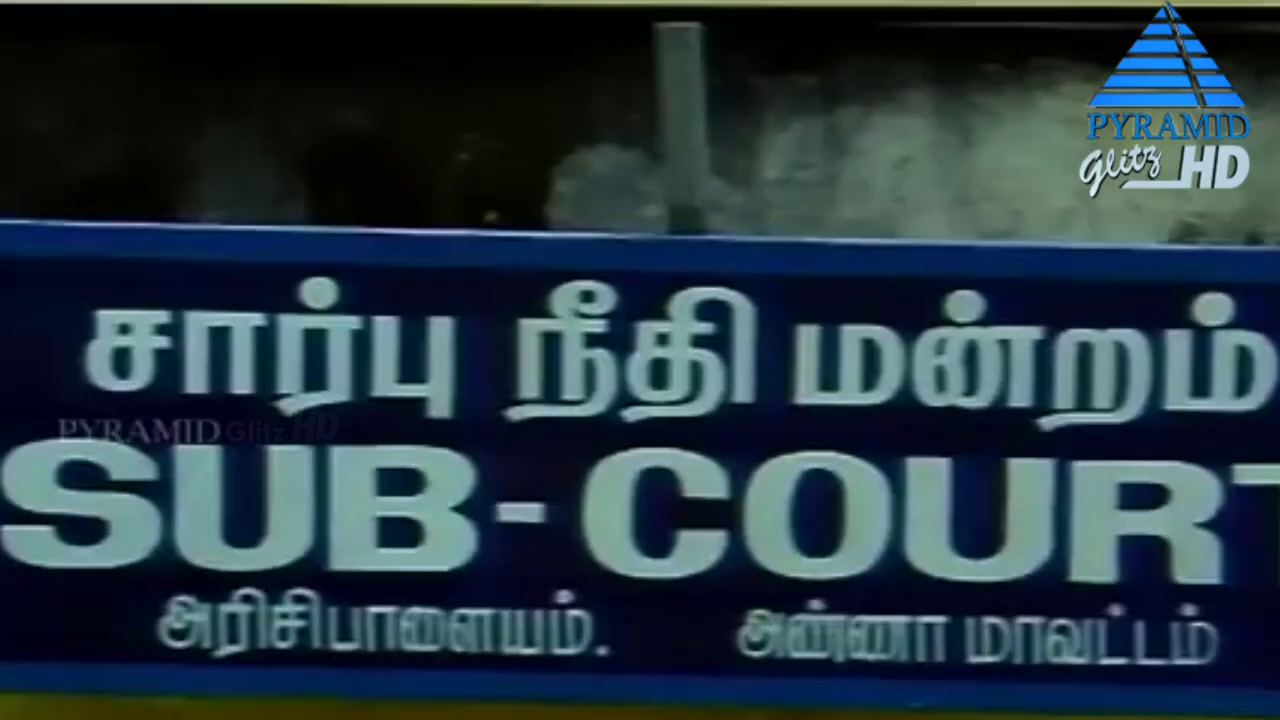 PYRAMID
Glitz HD
சார்பு நீதி மன்றம்
PYRAMID Glitz HD
SUB-COURT
அரிசிபாளையம். அண்ணா மாவட்டம்